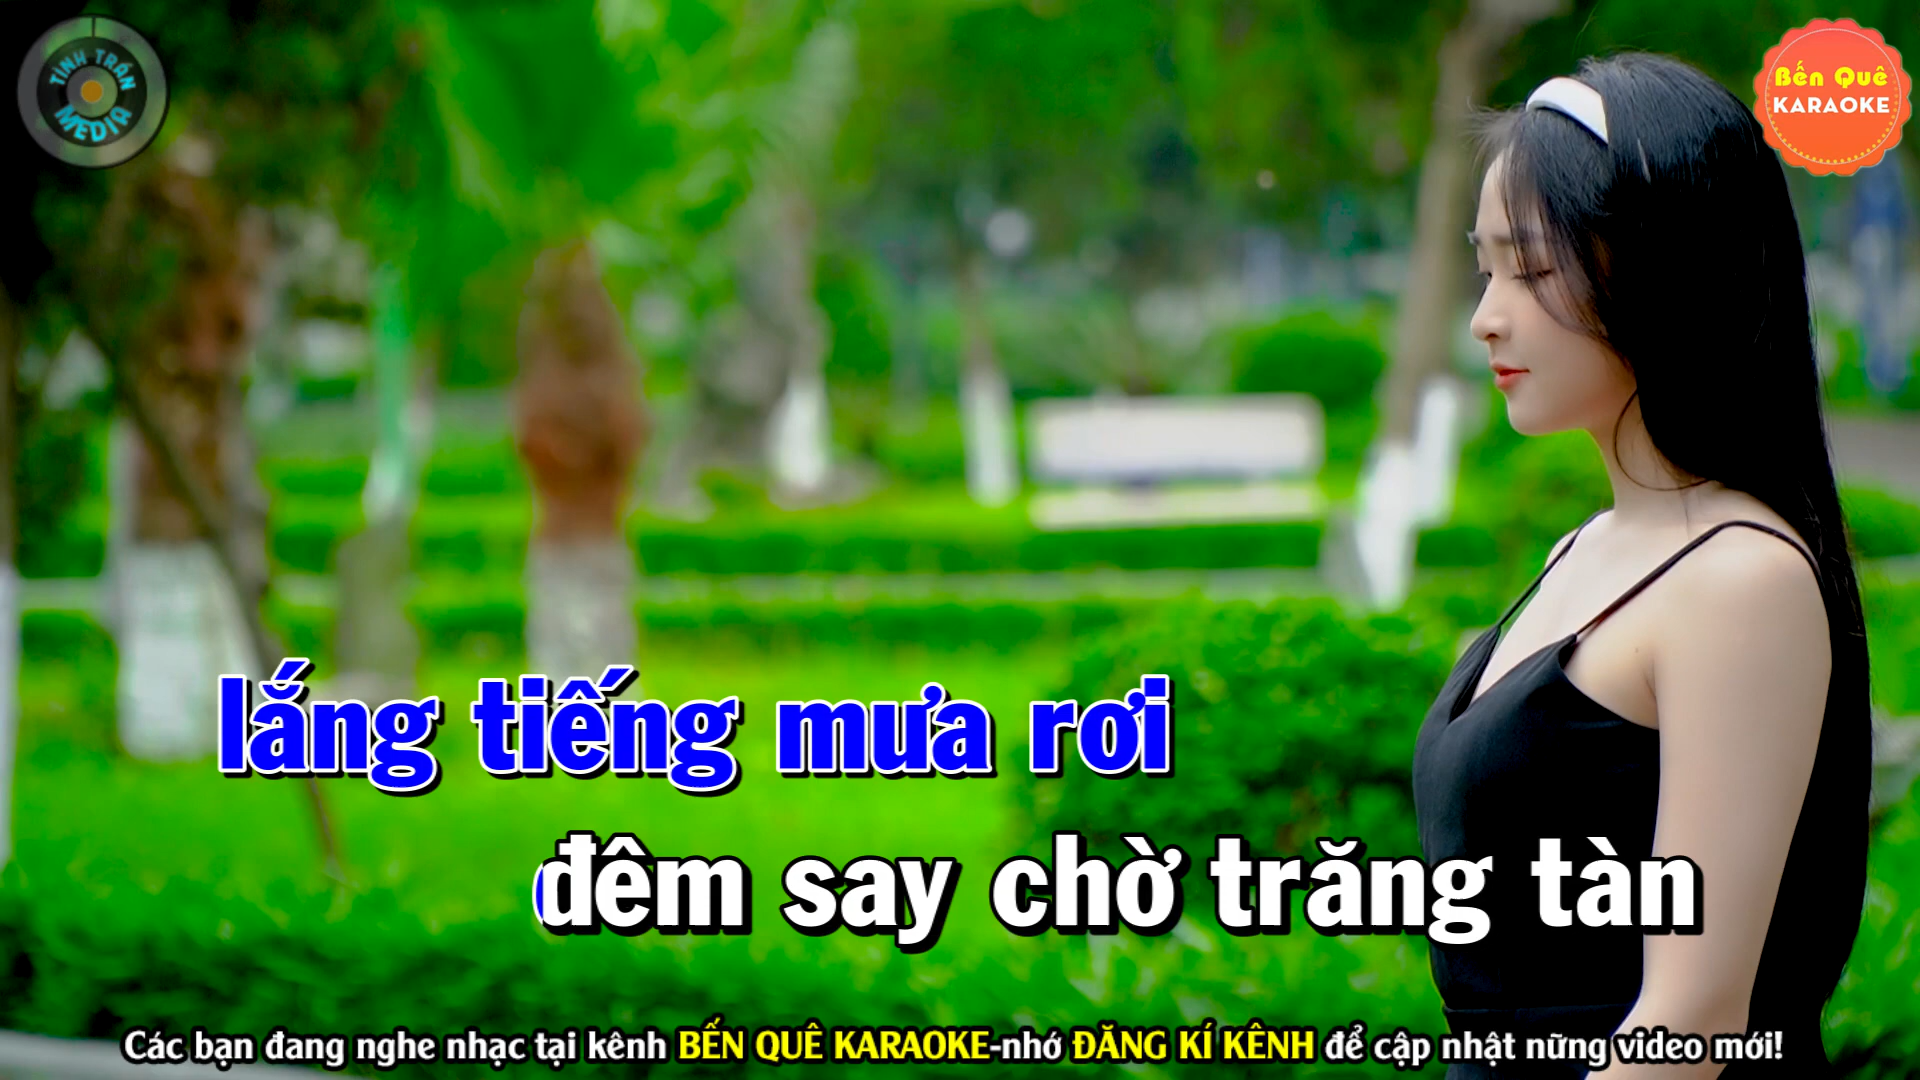 TÌNH TRẦN
MEDIA
Bến Quê
KARAOKE
lắng tiếng mưa rơi
đêm say chờ trăng tàn
Các bạn đang nghe nhạc tại kênh BẾN QUÊ KARAOKE-nhớ ĐĂNG KÍ KÊNH để cập nhật nững video mới!